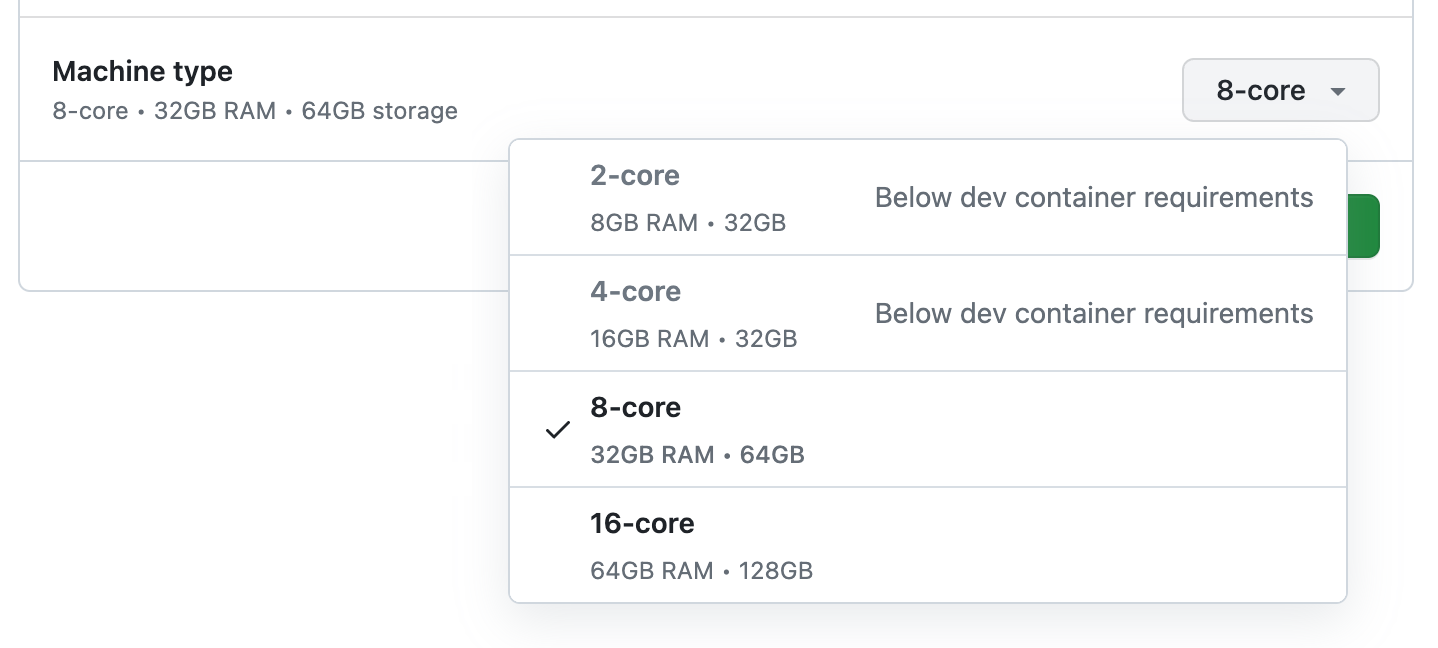 Machine type
8-core • 32GB RAM • 64GB storage
8-core
2-core
8GB RAM • 32GB
Below dev container requirements
4-core
16GB RAM • 32GB
Below dev container requirements
8-core
32GB RAM • 64GB
16-core
64GB RAM • 128GB